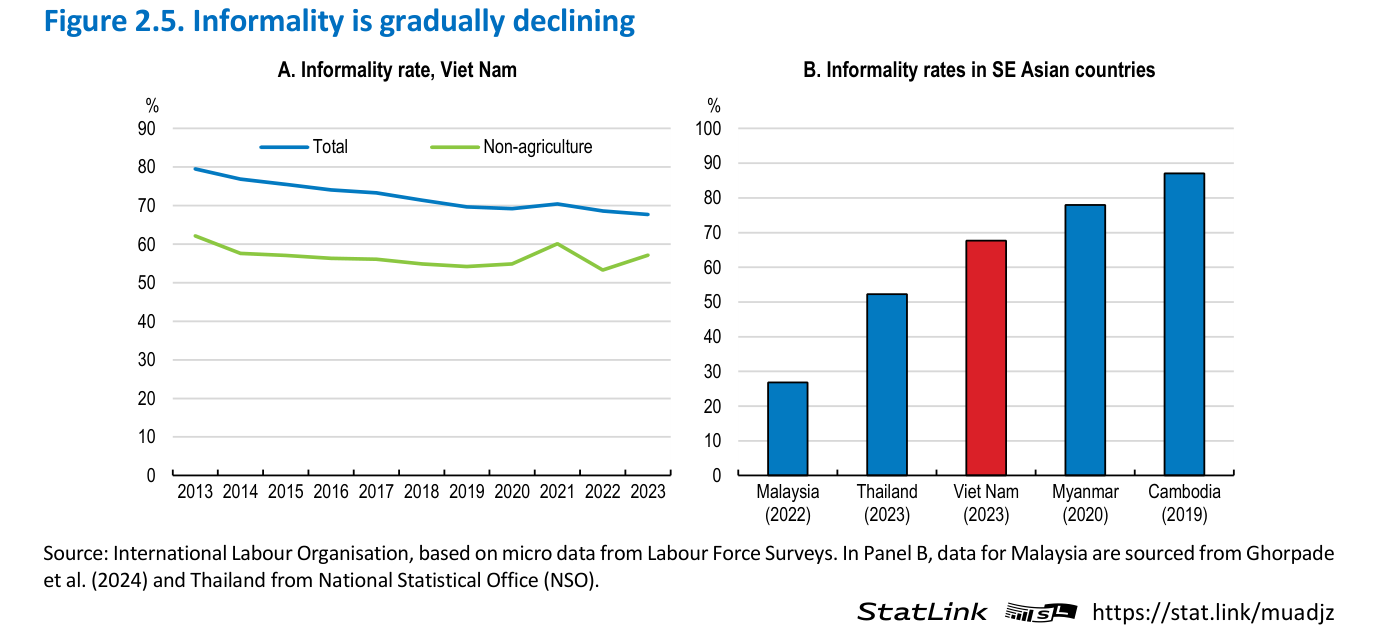 Figure 2.5. Informality is gradually declining
A. Informality rate, Viet Nam
%
90
80
70
60
50
40
30
20
10
0
Total
Non-agriculture
2013 2014 2015 2016 2017 2018 2019 2020 2021 2022 2023
B. Informality rates in SE Asian countries
%
100
90
80
70
60
50
40
30
20
10
0
Malaysia Thailand Viet Nam Myanmar Cambodia
(2022) (2023) (2023) (2020) (2019)
Source: International Labour Organisation, based on micro data from Labour Force Surveys. In Panel B, data for Malaysia are sourced from Ghorpade
et al. (2024) and Thailand from National Statistical Office (NSO).
StatLink https://stat.link/muadjz